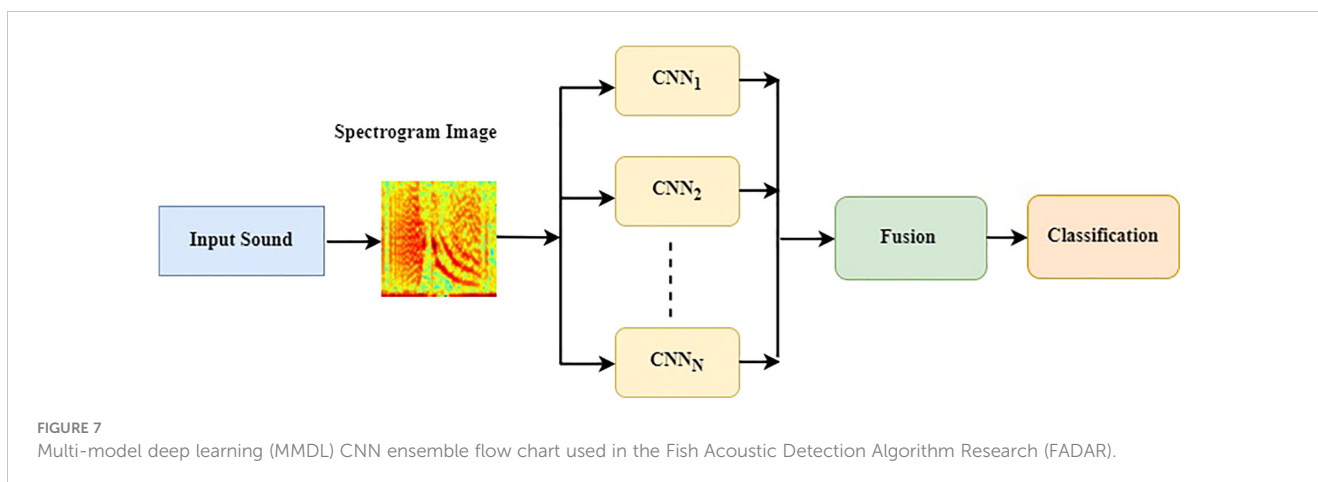 Spectrogram Image
Input Sound
CNN1
CNN2
CNNN
Fusion
Classification
FIGURE 7
Multi-model deep learning (MMDL) CNN ensemble flow chart used in the Fish Acoustic Detection Algorithm Research (FADAR).